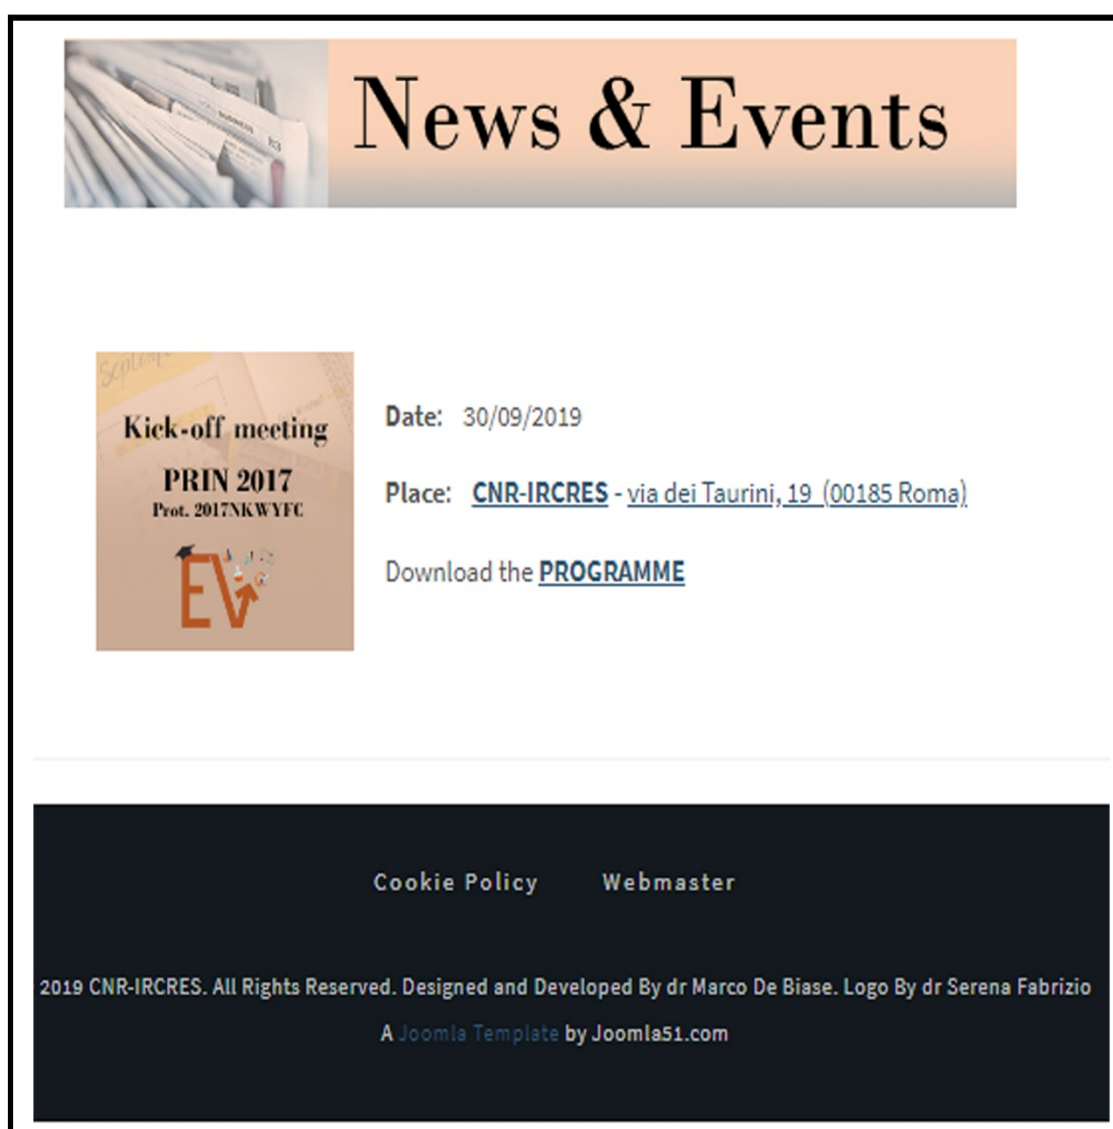 News & Events
BUSINESS
Kick-off meeting
PRIN 2017
Prot. 2017NKWYFC
EV
Date: 30/09/2019
Place: CNR-IRCRES - via dei Taurini, 19 (00185 Roma)
Download the PROGRAMME
Cookie Policy Webmaster
2019 CNR-IRCRES. All Rights Reserved. Designed and Developed By dr Marco De Biase. Logo By dr Serena Fabrizio
A Joomla Template by Joomla51.com